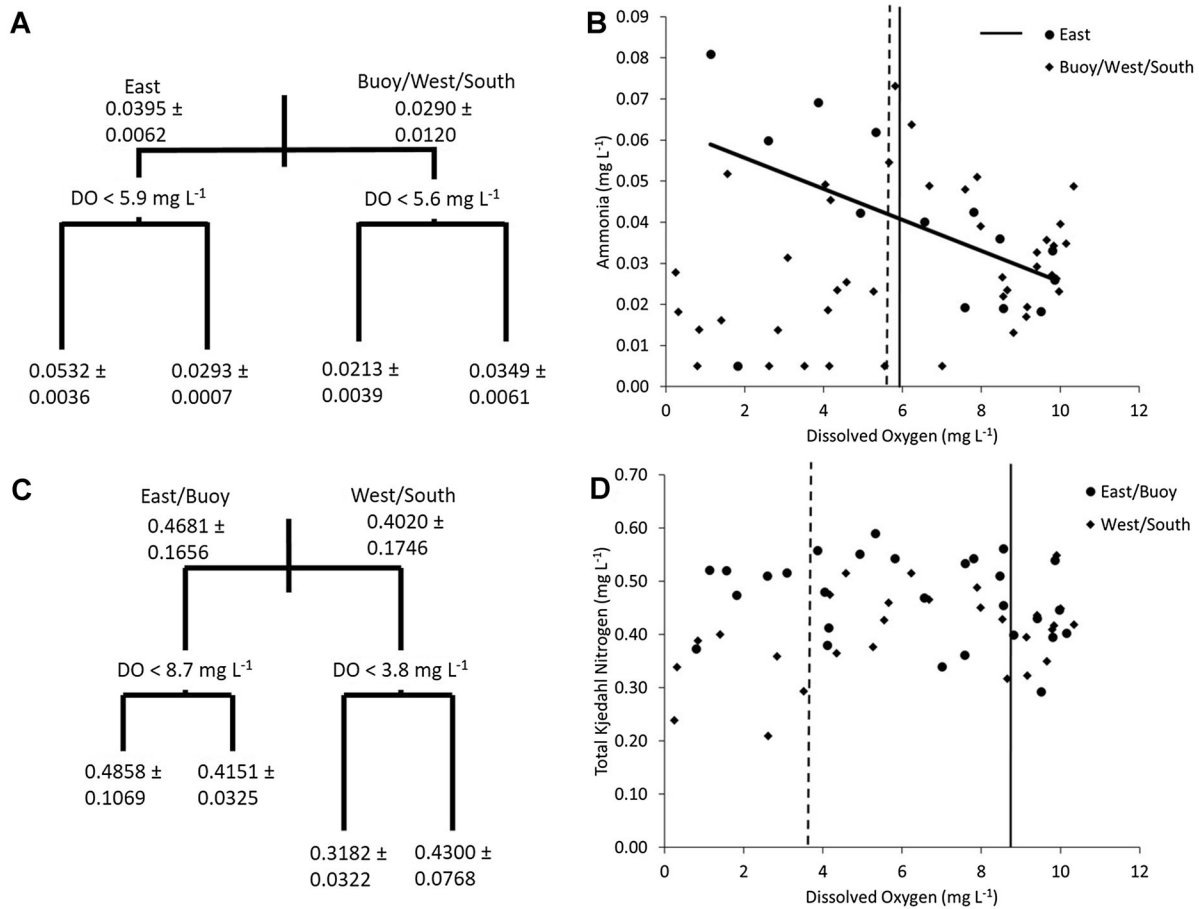 A
East
0.0395 ±
0.0062
Buoy/West/South
0.0290 ±
0.0120
DO < 5.9 mg L-1
DO < 5.6 mg L-1
0.0532 ±
0.0036
0.0293 ±
0.0007
0.0213 ±
0.0039
0.0349 ±
0.0061
B
0.09
0.08
0.07
0.06
0.05
0.04
0.03
0.02
0.01
0.00
Ammonia (mg L-1)
0 2 4 6 8 10 12
Dissolved Oxygen (mg L-1)
East
Buoy/West/South
C
East/Buoy
0.4681 ±
0.1656
West/South
0.4020 ±
0.1746
DO < 8.7 mg L-1
DO < 3.8 mg L-1
0.4858 ±
0.1069
0.4151 ±
0.0325
0.3182 ±
0.0322
0.4300 ±
0.0768
D
0.70
0.60
0.50
0.40
0.30
0.20
0.10
0.00
Total Kjedahl Nitrogen (mg L-1)
0 2 4 6 8 10 12
Dissolved Oxygen (mg L-1)
East/Buoy
West/South